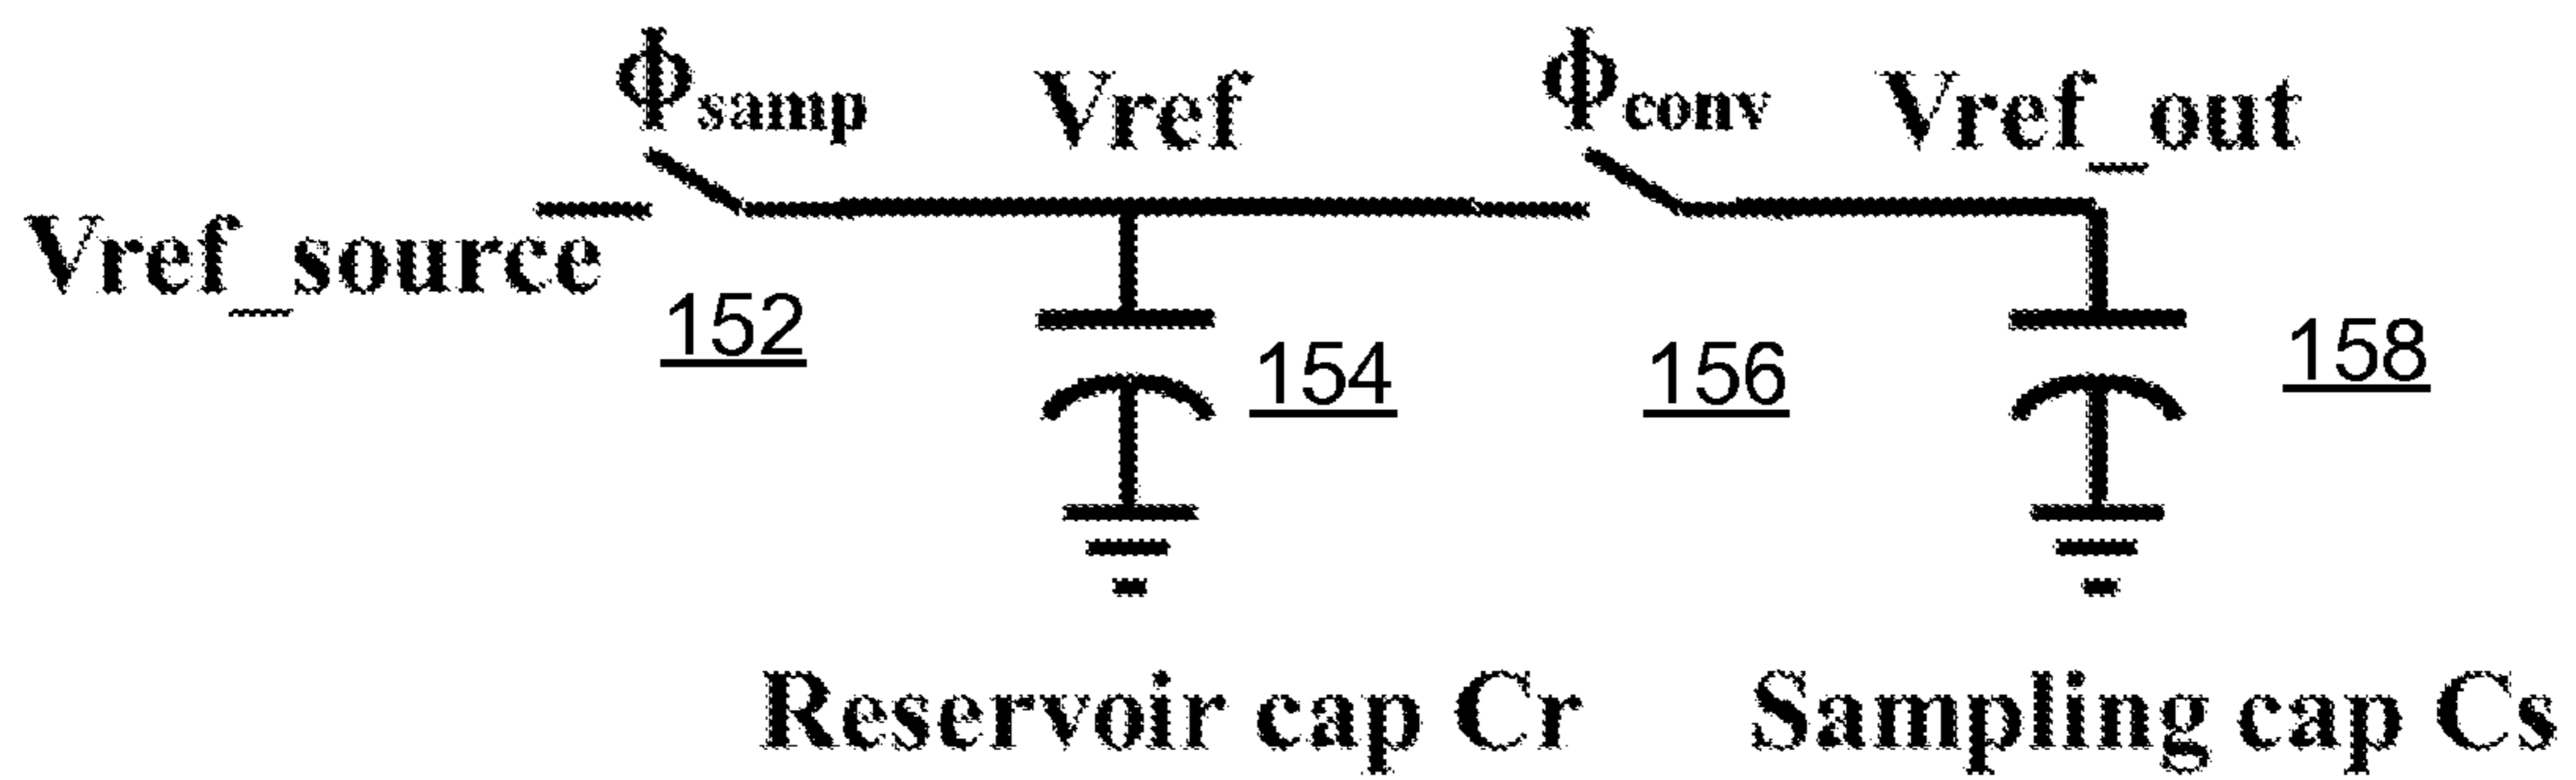 Φsamp Vref Φconv Vref_out
Vref_source
152 154 156 158
Reservoir cap Cr Sampling cap Cs